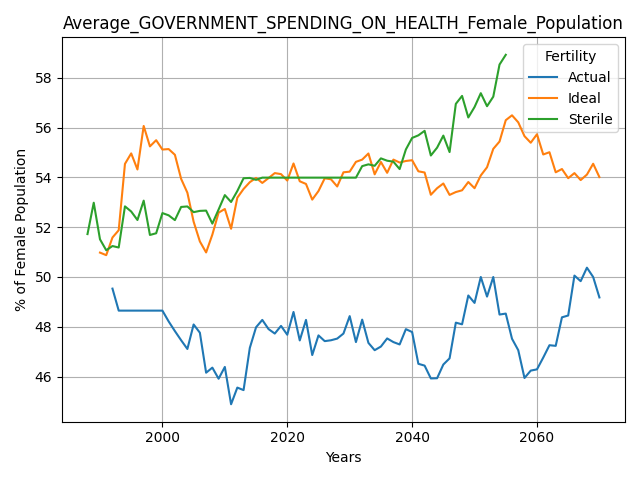 Average_GOVERNMENT_SPENDING_ON_HEALTH_Female_Population
Fertility
Actual
Ideal
Sterile
% of Female Population
58
56
54
52
50
48
46
2000
2020
2040
2060
Years